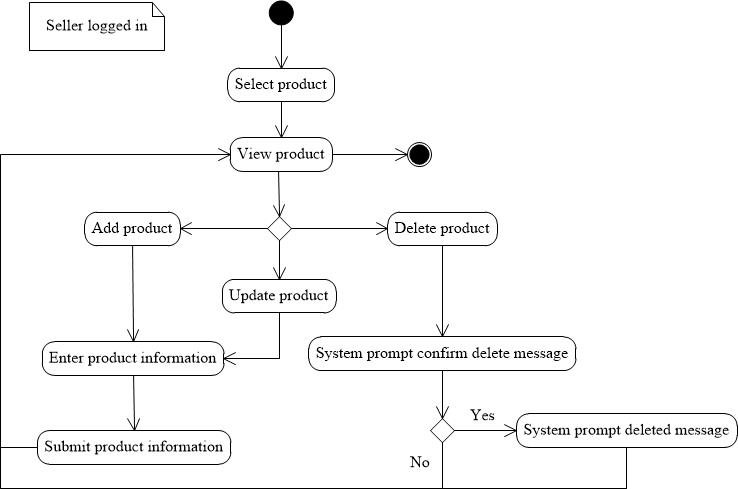 Seller logged in
Select product
View product
Add product
Delete product
Update product
Enter product information
System prompt confirm delete message
Yes
System prompt deleted message
Submit product information
No